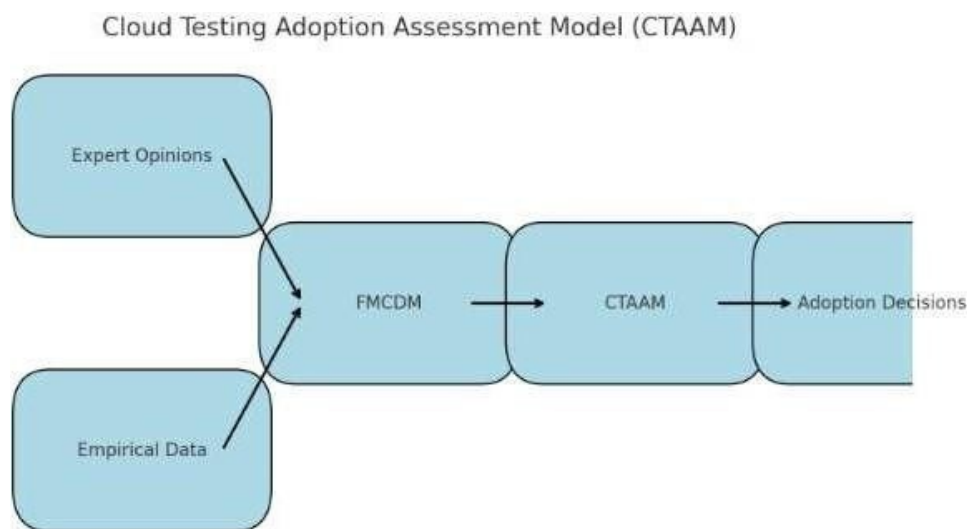 Cloud Testing Adoption Assessment Model (CTAAM)
Expert Opinions
FMCDM
CTAAM
Adoption Decisions
Empirical Data